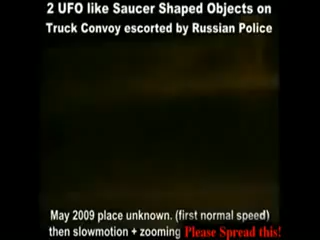 2 UFO like Saucer Shaped Objects on
Truck Convoy escorted by Russian Police
May 2009 place unknown. (first normal speed)
then slowmotion + zooming Please Spread this!